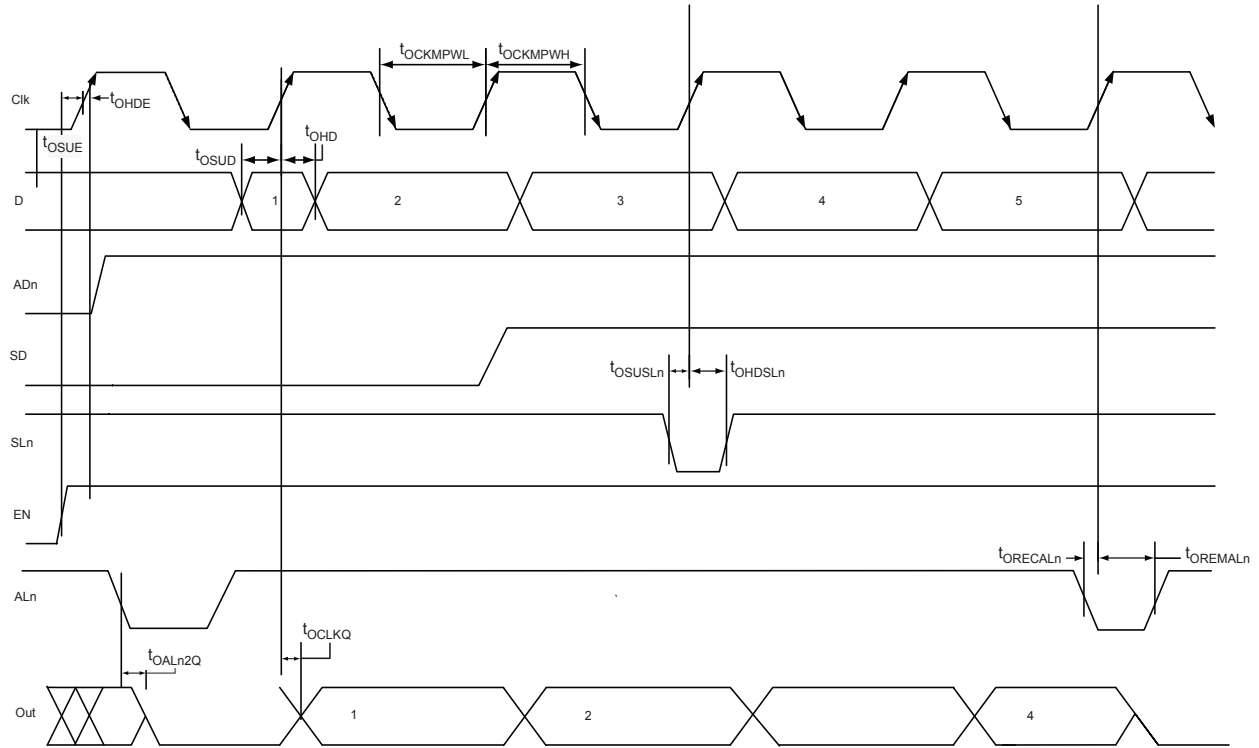 tOCKMPWL tOCKMPWH
Clk
tOHDE
tOSUE
tOHD
tOSUD
D 1 2 3 4 5
ADn
SD
tOSUSLn tOHDSLn
SLn
EN
tORECALn tOREMALn
ALn
tOCLKQ
tOALn2Q
Out 1 2 4